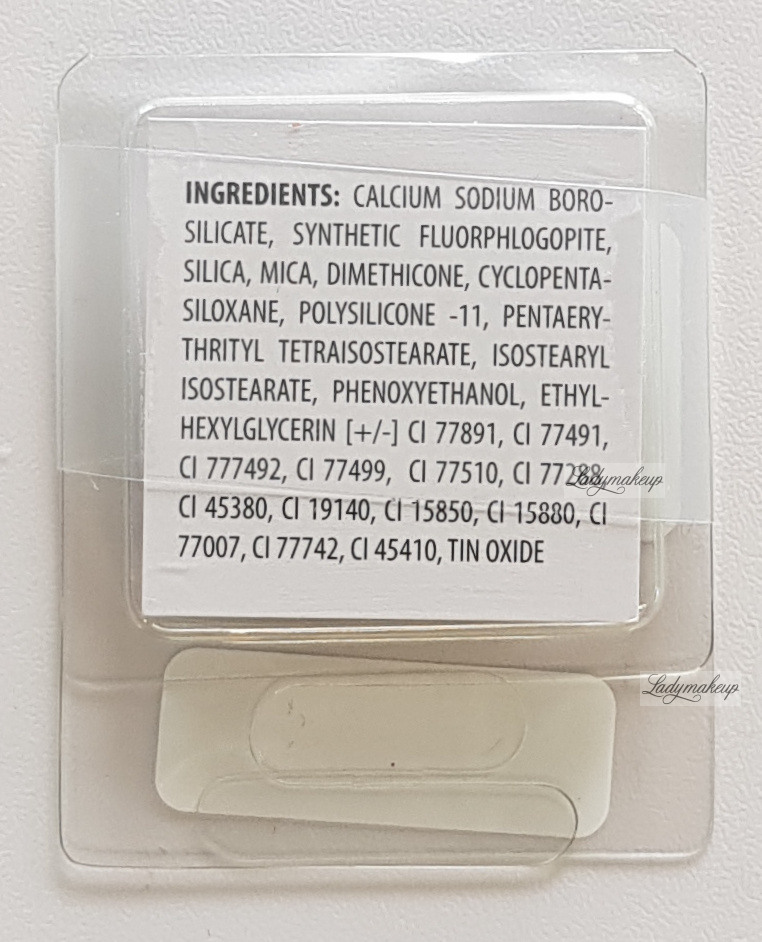 INGREDIENTS: CALCIUM SODIUM BORO-
SILICATE, SYNTHETIC FLUORPHLOGOPITE,
SILICA, MICA, DIMETHICONE, CYCLOPENTA-
SILOXANE, POLYSILICONE -11, PENTAERY-
THRITYL TETRAISOSTEARATE, ISOSTEARYL
ISOSTEARATE, PHENOXYETHANOL, ETHYL-
HEXYLGLYCERIN [+/-] CI 77891, CI 77491,
CI 777492, CI 77499, CI 77510, CI 77288,
Ladymakeup
CI 45380, CI 19140, CI 15850, CI 15880, CI
77007, CI 77742, CI 45410, TIN OXIDE
Ladymakeup